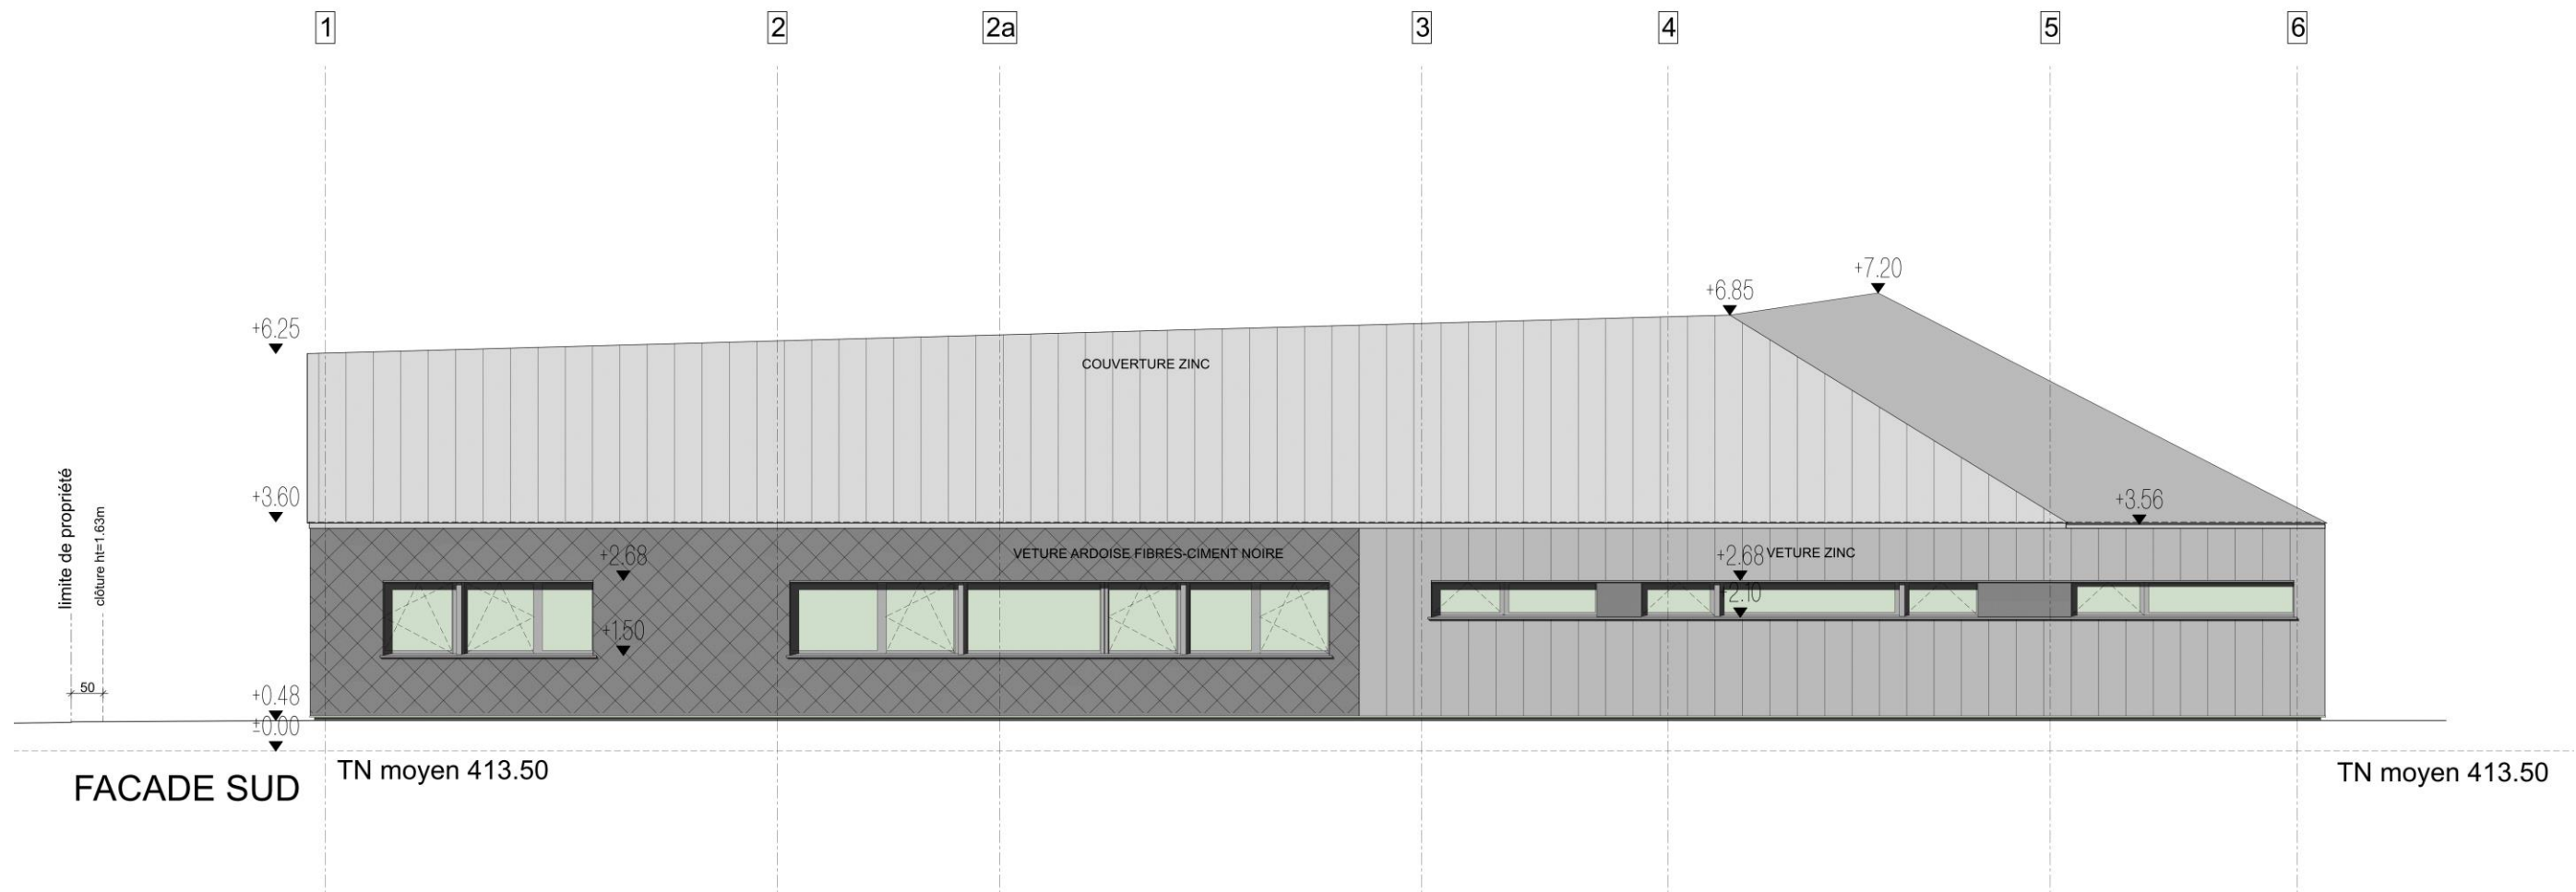 1
2
2a
3
4
5
6
+7.20
+6.85
+6.25
COUVERTURE ZINC
+3.60
+3.56
limite de propriété
clôture ht=1.63m
+2.68
VETURE ARDOISE FIBRES-CIMENT NOIRE
+2.68
VETURE ZINC
+2.10
+1.50
50
+0.48
±0.00
FACADE SUD
TN moyen 413.50
TN moyen 413.50